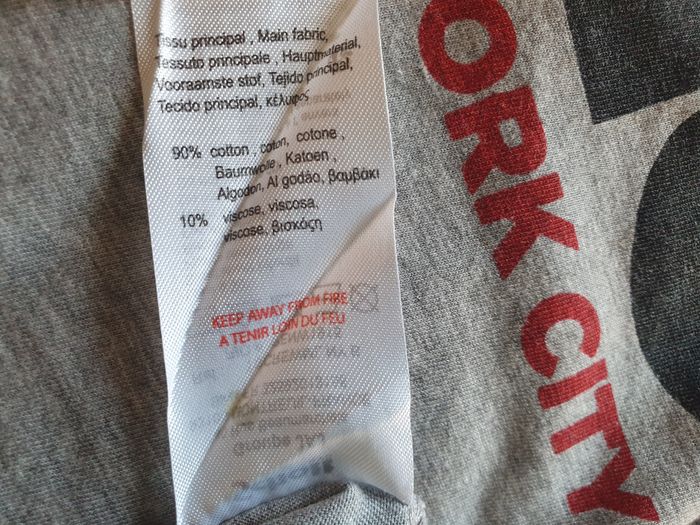 Tissu principal , Main fabric,
Tessuto principale , Hauptmaterial,
Vooraamste stof, Tejido principal,
Tecido principal, κέλυφος
90% cotton , coton, cotone ,
Baumwolle , Katoen ,
Algodon, Al godão, βαμβάκι
10% viscose, viscosa,
viscose, βισκόζη
KEEP AWAY FROM FIRE
A TENIR LOIN DU FEU
ORK CITY